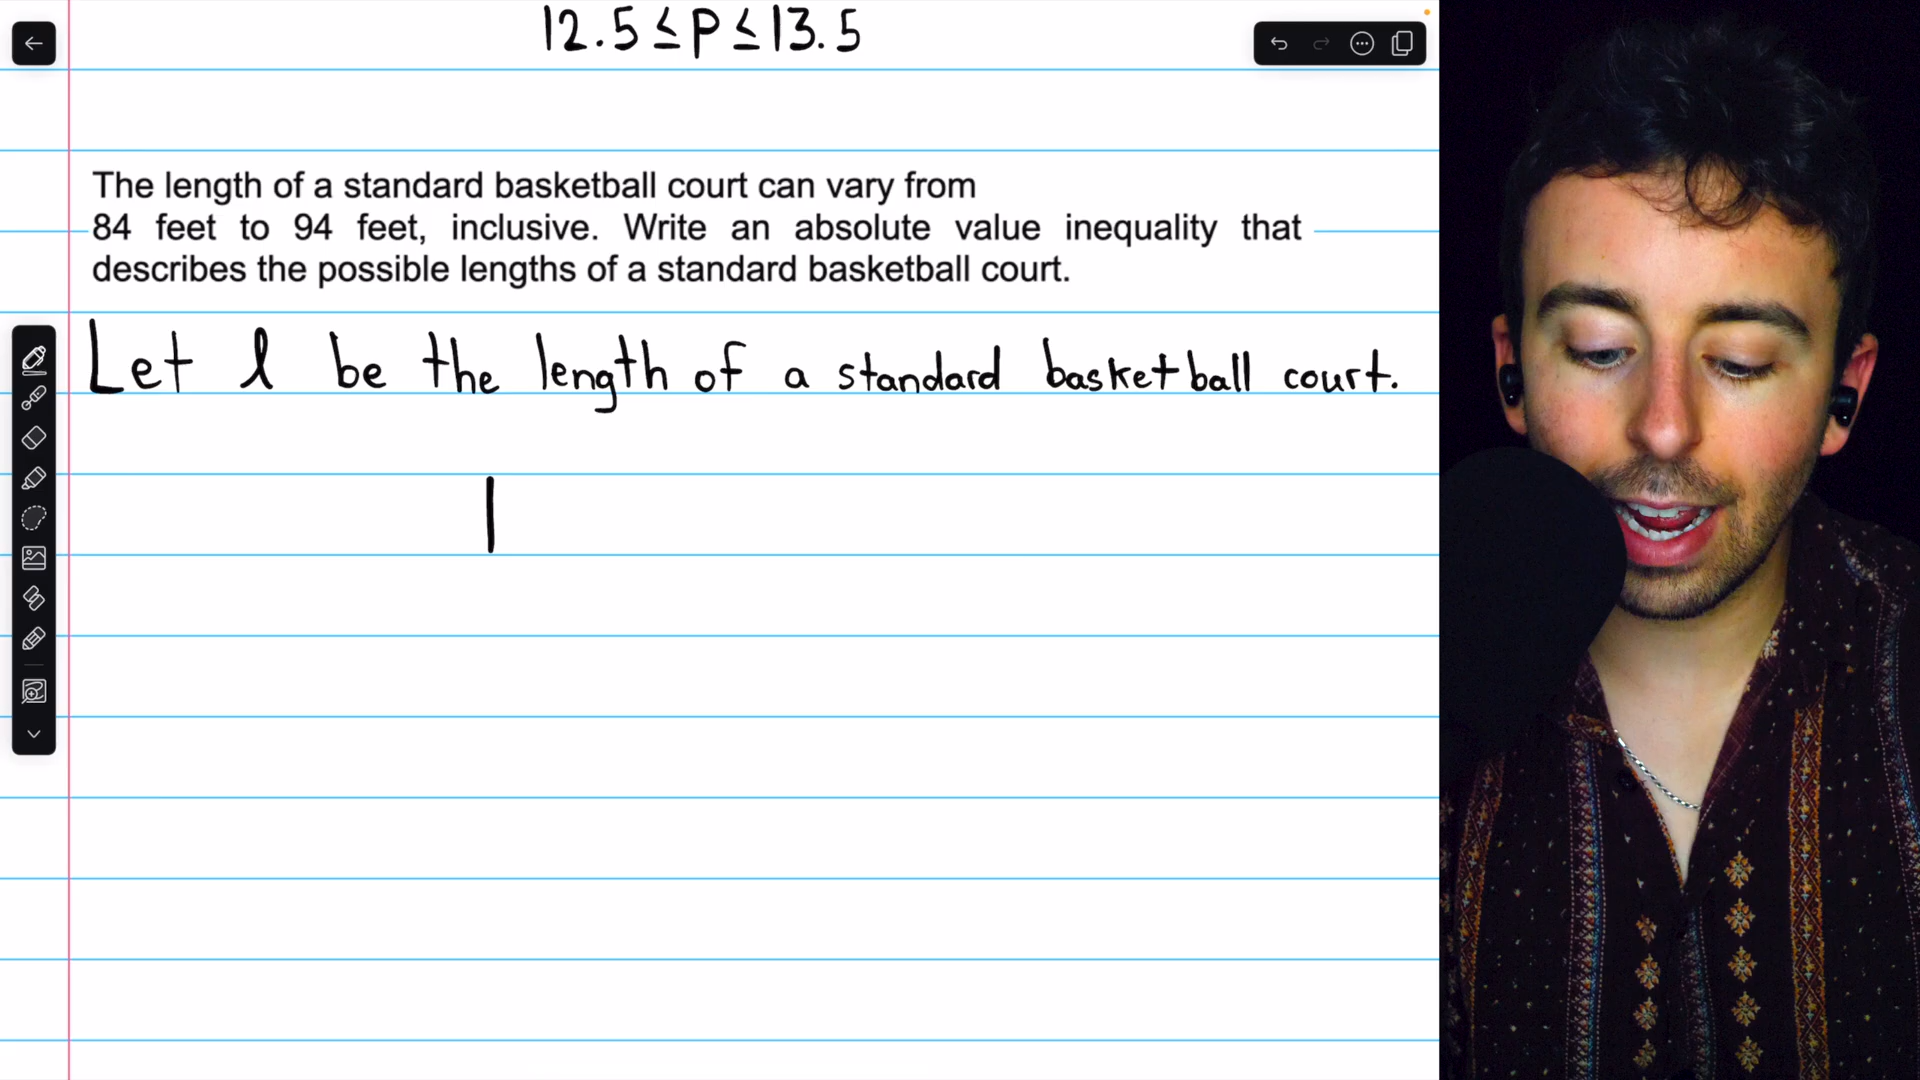 12.5 ≤ p ≤ 13.5
The length of a standard basketball court can vary from
84 feet to 94 feet, inclusive. Write an absolute value inequality that
describes the possible lengths of a standard basketball court.
Let l be the length of a standard basketball court.
|